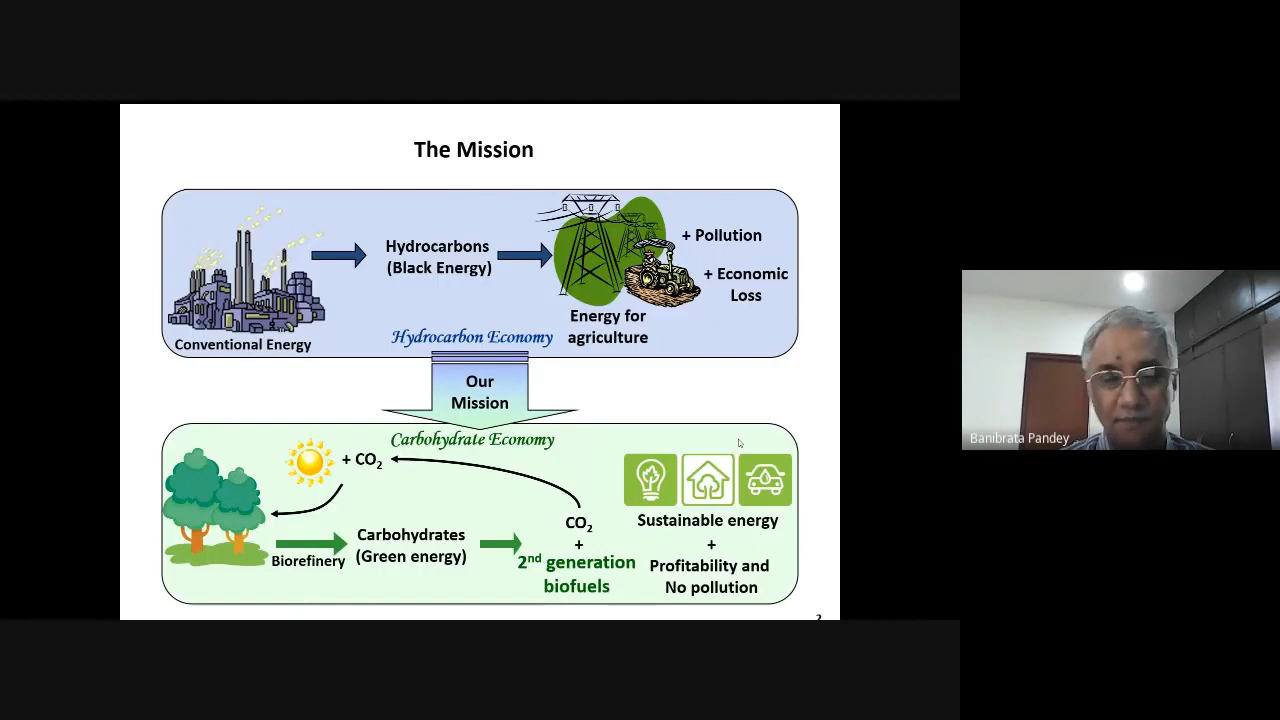 The Mission
Hydrocarbons
(Black Energy)
+ Pollution
+ Economic
Loss
Energy for
agriculture
Conventional Energy
Hydrocarbon Economy
Our
Mission
Carbohydrate Economy
+ CO₂
CO₂
+
2nd generation
biofuels
Carbohydrates
(Green energy)
Biorefinery
Sustainable energy
+
Profitability and
No pollution
2
Banibrata Pandey